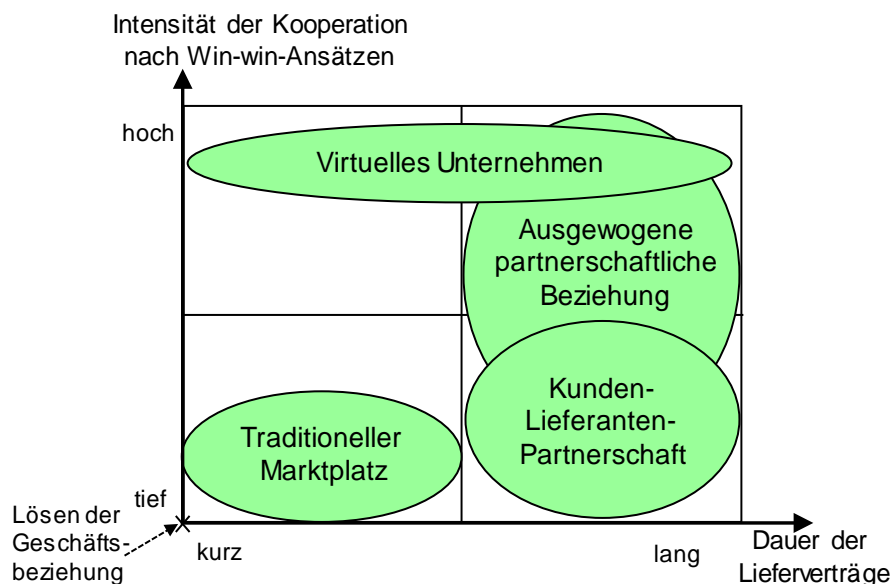 Intensität der Kooperation
nach Win-win-Ansätzen
hoch
Virtuelles Unternehmen
Ausgewogene
partnerschaftliche
Beziehung
Kunden-
Lieferanten-
Partnerschaft
Traditioneller
Marktplatz
tief
Lösen der
Geschäfts-
beziehung
kurz
lang
Dauer der
Lieferverträge